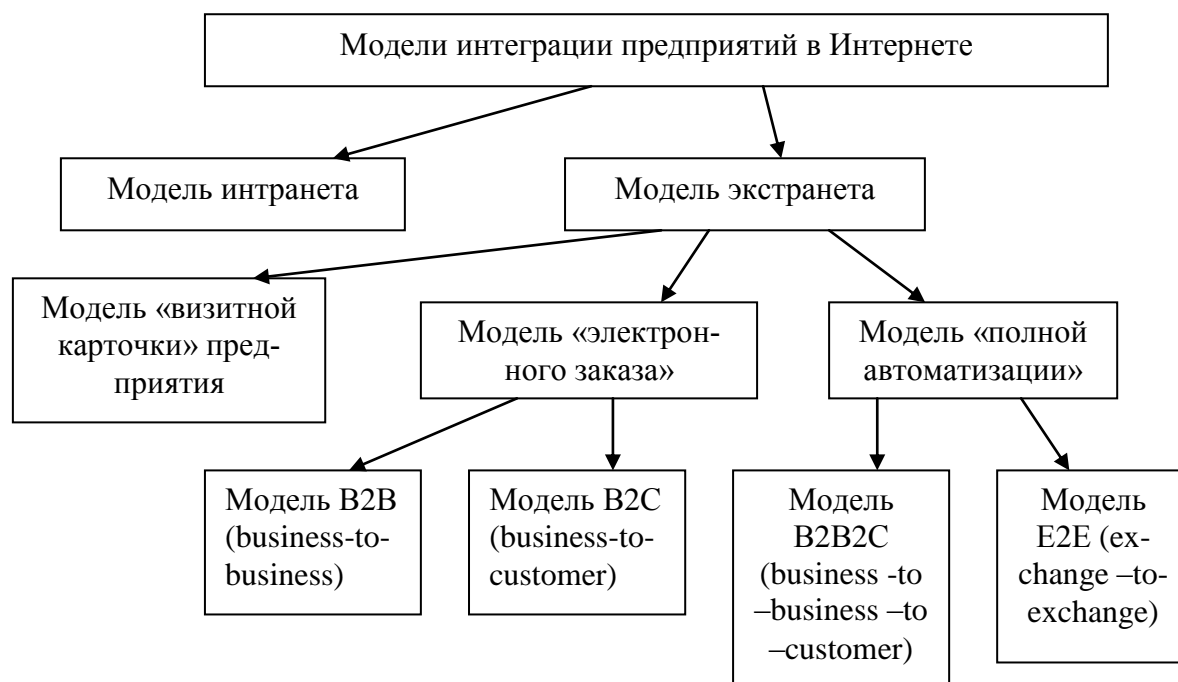 Модели интеграции предприятий в Интернете
Модель интранета
Модель экстранета
Модель «визитной
карточки» пред-
приятия
Модель «электрон-
ного заказа»
Модель «полной
автоматизации»
Модель B2B
(business-to-
business)
Модель B2C
(business-to-
customer)
Модель
B2B2C
(business -to
–business –to
–customer)
Модель
E2E (ex-
change –to-
exchange)